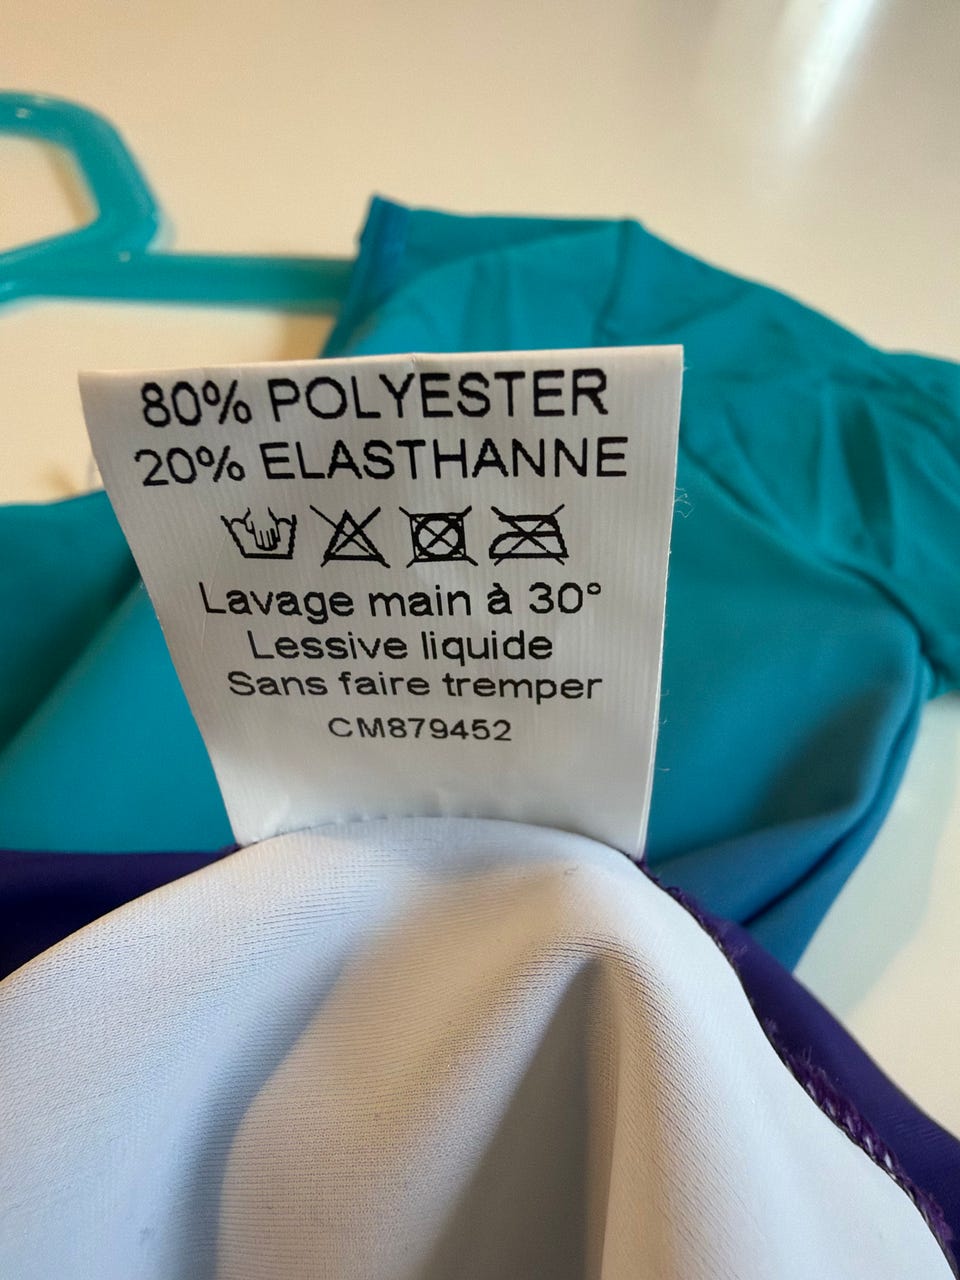 80% POLYESTER
20% ELASTHANNE
Lavage main à 30°
Lessive liquide
Sans faire tremper
CM879452